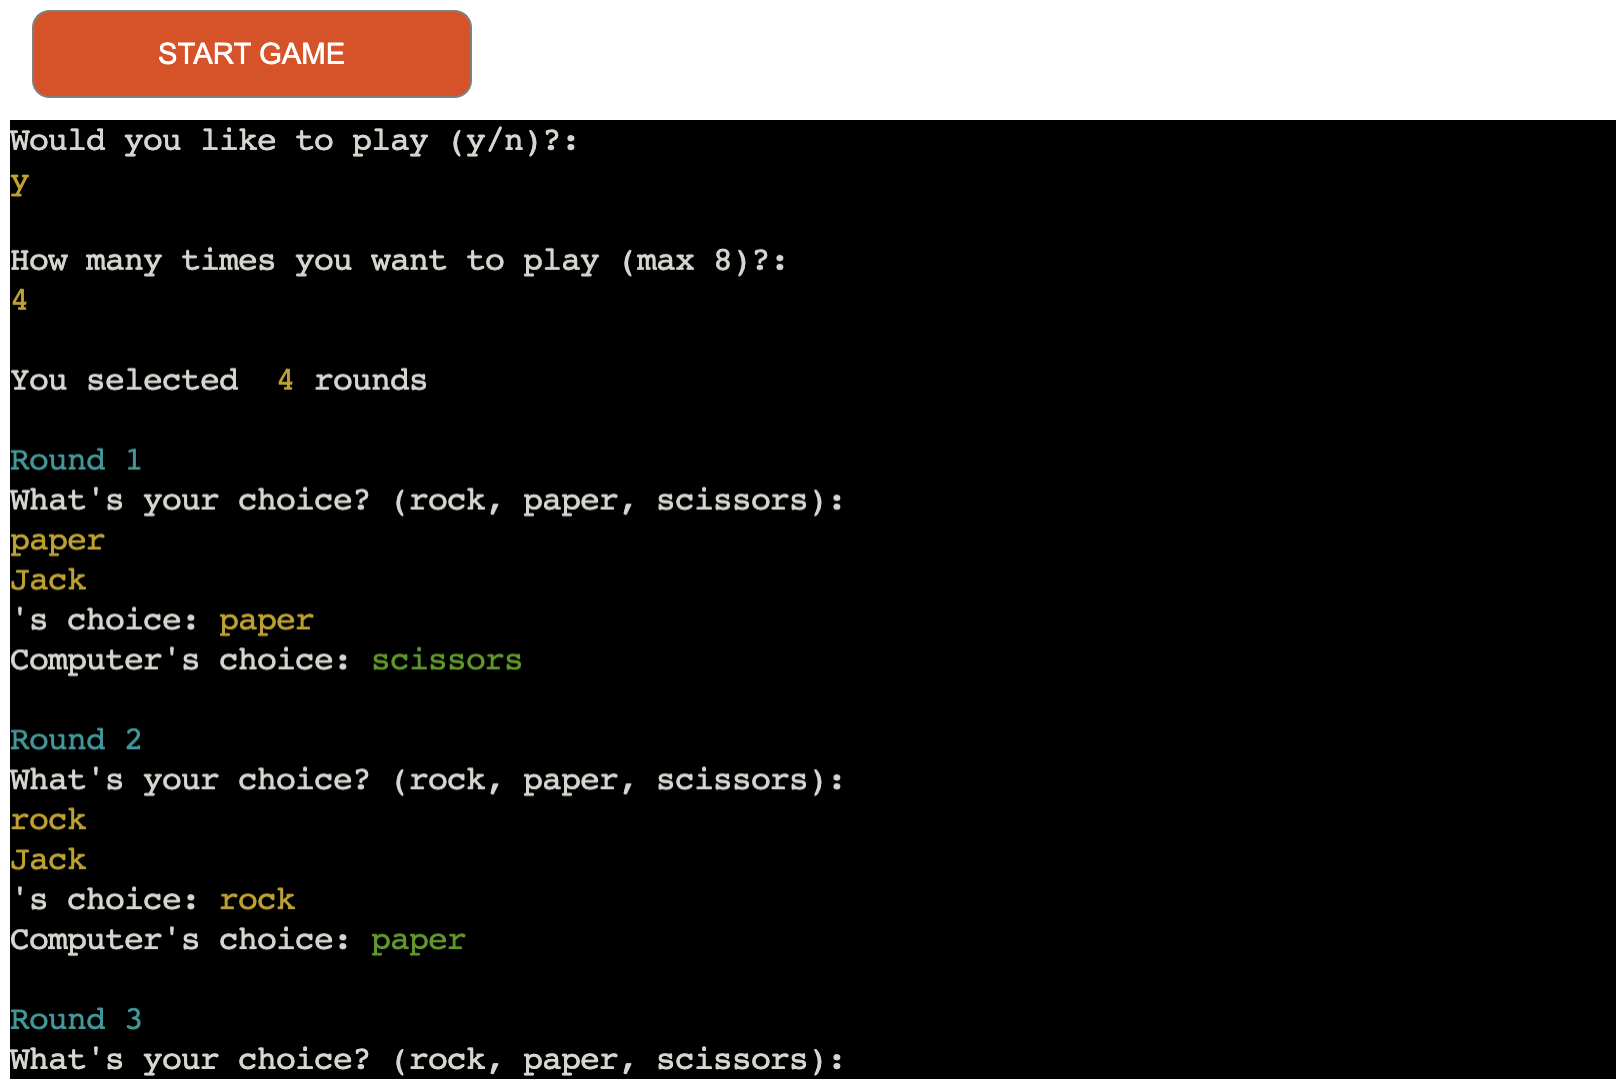 START GAME
Would you like to play (y/n)?:
y
How many times you want to play (max 8)?:
4
You selected  4 rounds
Round 1
What's your choice? (rock, paper, scissors):
paper
Jack
's choice: paper
Computer's choice: scissors
Round 2
What's your choice? (rock, paper, scissors):
rock
Jack
's choice: rock
Computer's choice: paper
Round 3
What's your choice? (rock, paper, scissors):